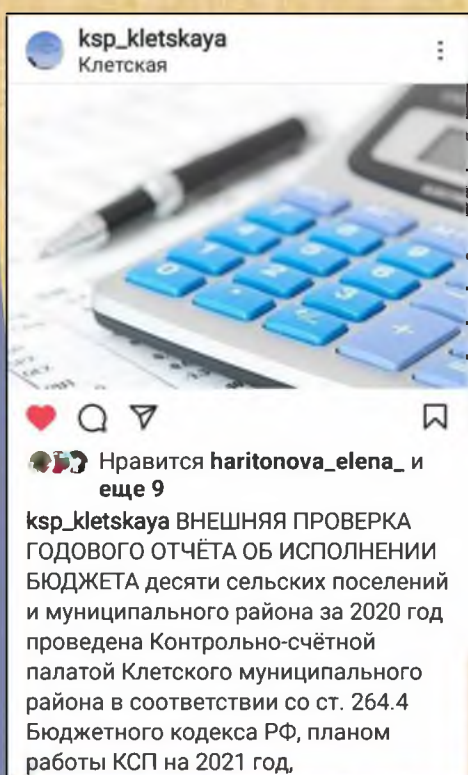 ksp_kletskaya
Клетская
Нравится haritonova_elena_ и
еще 9
ksp_kletskaya ВНЕШНЯЯ ПРОВЕРКА
ГОДОВОГО ОТЧЁТА ОБ ИСПОЛНЕНИИ
БЮДЖЕТА десяти сельских поселений
и муниципального района за 2020 год
проведена Контрольно-счётной
палатой Клетского муниципального
района в соответствии со ст. 264.4
Бюджетного кодекса РФ, планом
работы КСП на 2021 год,